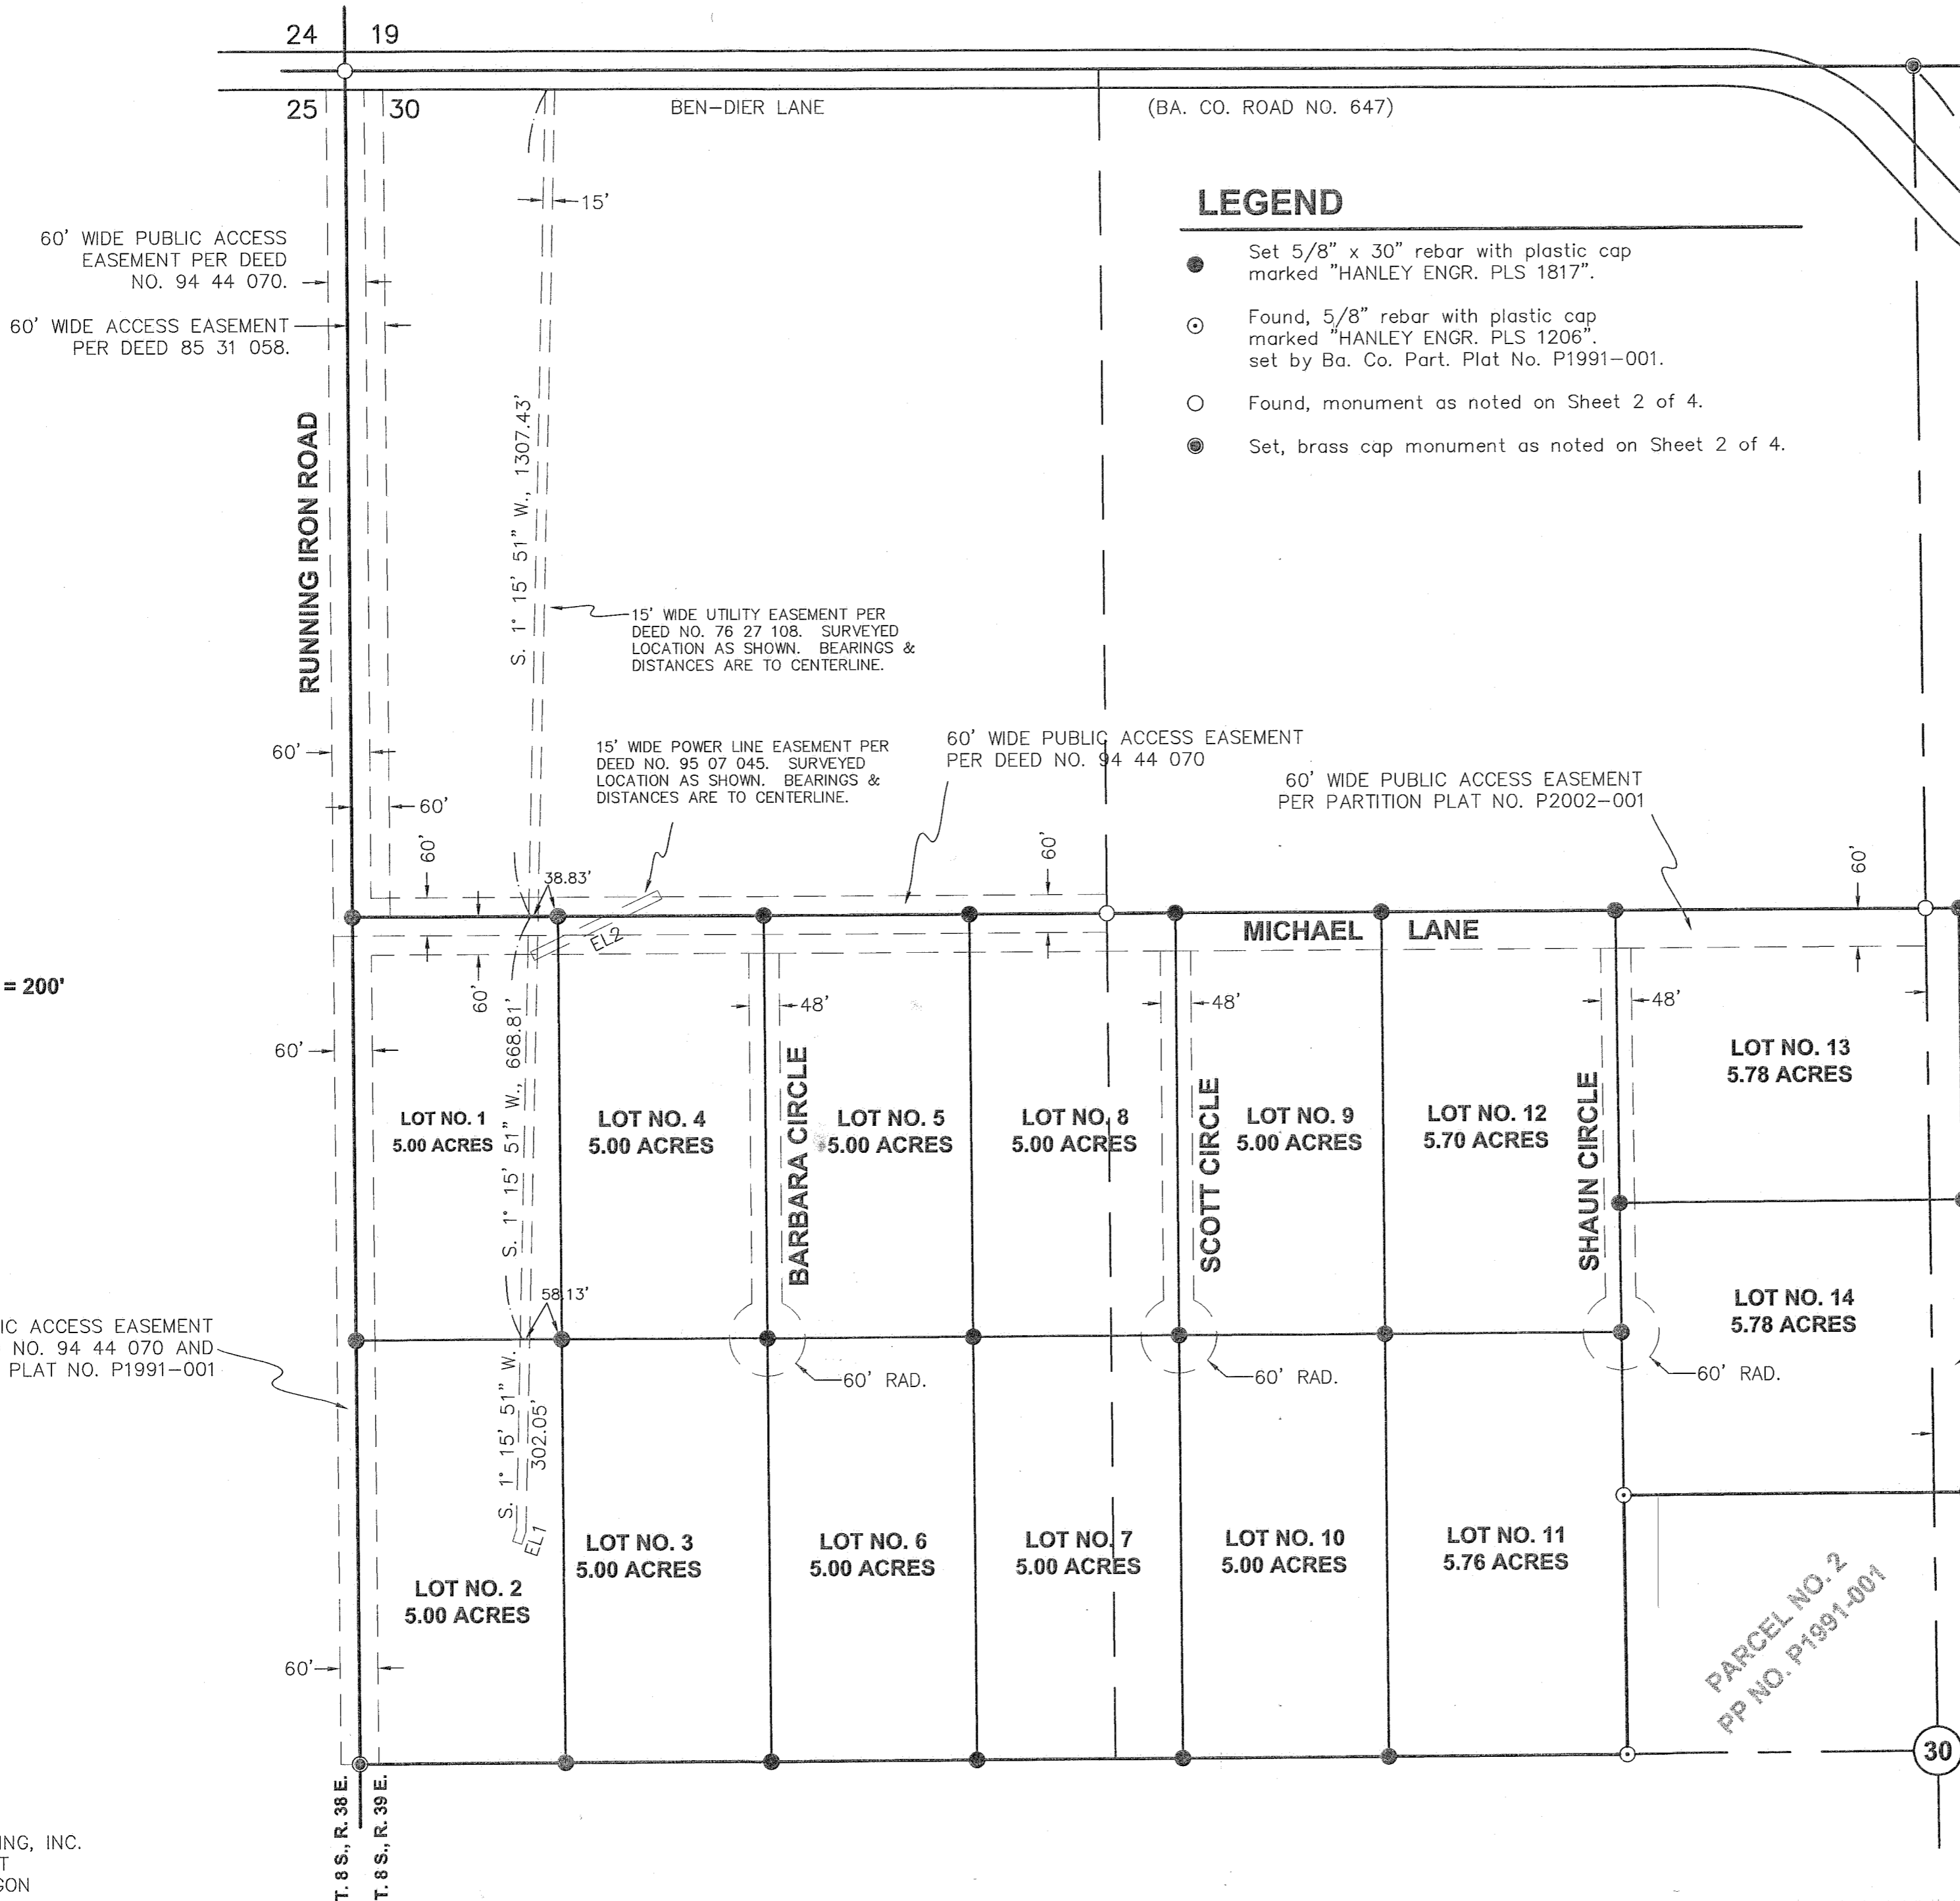 24 19
25 30
BEN-DIER LANE (BA. CO. ROAD NO. 647)
15'
LEGEND
Set 5/8" x 30" rebar with plastic cap
marked "HANLEY ENGR. PLS 1817".
Found, 5/8" rebar with plastic cap
marked "HANLEY ENGR. PLS 1206".
set by Ba. Co. Part. Plat No. P1991-001.
Found, monument as noted on Sheet 2 of 4.
Set, brass cap monument as noted on Sheet 2 of 4.
60' WIDE PUBLIC ACCESS
EASEMENT PER DEED
NO. 94 44 070.
60' WIDE ACCESS EASEMENT
PER DEED 85 31 058.
RUNNING IRON ROAD
S. 1° 15' 51" W., 1307.43'
15' WIDE UTILITY EASEMENT PER
DEED NO. 76 27 108. SURVEYED
LOCATION AS SHOWN. BEARINGS &
DISTANCES ARE TO CENTERLINE.
60'
60'
15' WIDE POWER LINE EASEMENT PER
DEED NO. 95 07 045. SURVEYED
LOCATION AS SHOWN. BEARINGS &
DISTANCES ARE TO CENTERLINE.
60' WIDE PUBLIC ACCESS EASEMENT
PER DEED NO. 94 44 070
60' WIDE PUBLIC ACCESS EASEMENT
PER PARTITION PLAT NO. P2002-001
60'
60'
60'
38.83'
EL2
MICHAEL LANE
= 200'
60'
60'
48'
48'
48'
S. 1° 15' 51" W., 668.81'
LOT NO. 1
5.00 ACRES
LOT NO. 4
5.00 ACRES
BARBARA CIRCLE
LOT NO. 5
5.00 ACRES
LOT NO. 8
5.00 ACRES
SCOTT CIRCLE
LOT NO. 9
5.00 ACRES
LOT NO. 12
5.70 ACRES
SHAUN CIRCLE
LOT NO. 13
5.78 ACRES
LOT NO. 14
5.78 ACRES
58.13'
IC ACCESS EASEMENT
NO. 94 44 070 AND
PLAT NO. P1991-001
60' RAD.
60' RAD.
60' RAD.
S. 1° 15' 51" W.
302.05'
EL1
LOT NO. 2
5.00 ACRES
LOT NO. 3
5.00 ACRES
LOT NO. 6
5.00 ACRES
LOT NO. 7
5.00 ACRES
LOT NO. 10
5.00 ACRES
LOT NO. 11
5.76 ACRES
PARCEL NO. 2
PP NO. P1991-001
60'
30
T. 8 S., R. 38 E.
T. 8 S., R. 39 E.
ING, INC.
T
GON